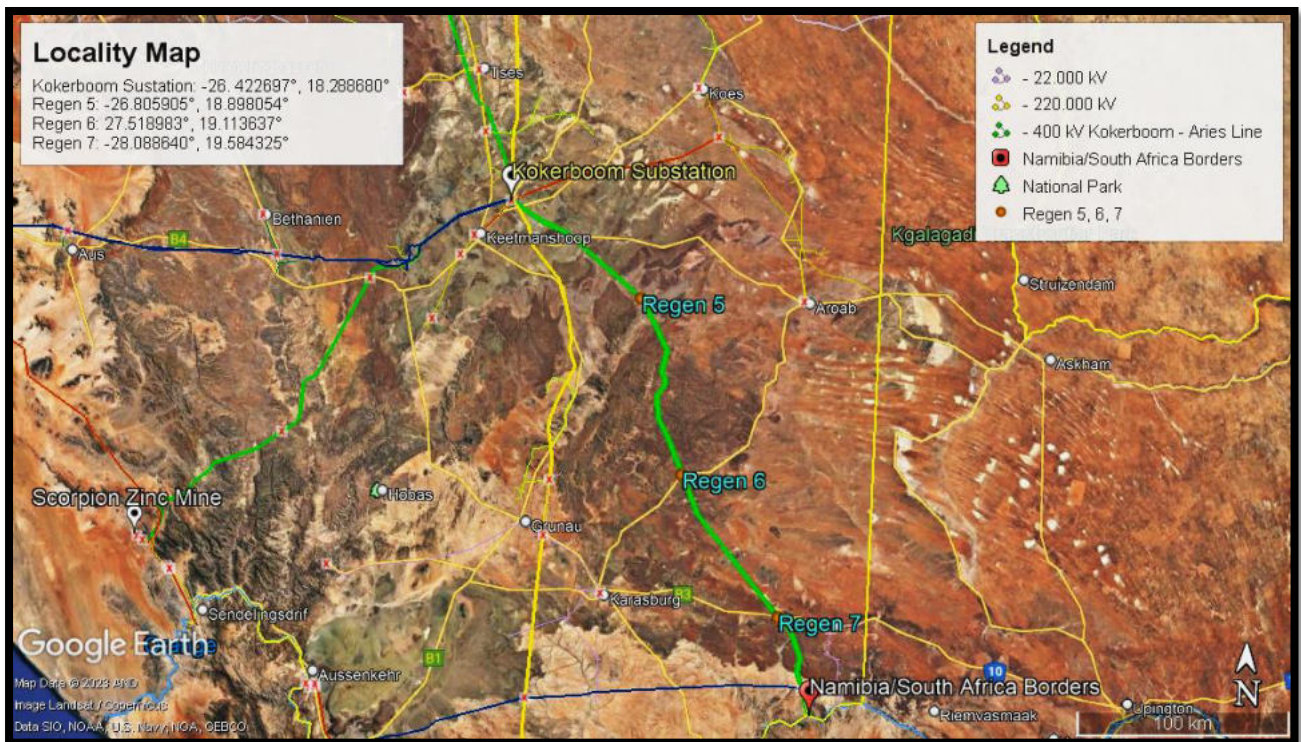 Locality Map
Kokerboom Sustation: -26. 422697°, 18.288680°
Regen 5: -26.805905°, 18.898054°
Regen 6: 27.518983°, 19.113637°
Regen 7: -28.088640°, 19.584325°
Legend
- 22.000 kV
- 220.000 kV
- 400 kV Kokerboom - Aries Line
Namibia/South Africa Borders
National Park
Regen 5, 6, 7
Tses
Koes
Kokerboom Substation
Bethanien
B4
Aus
Keetmanshoop
Struizendam
Regen 5
Aroab
Askham
Regen 6
Scorpion Zinc Mine
Hobas
Grunau
Karasburg
B3
Sendelingsdrif
Regen 7
Google Earth
Aussenkehr
B1
10
N
Map Data © 2023 AND
Image Landsat / Copernicus
Data SIO, NOAA, U.S. Navy, NGA, GEBCO
Namibia/South Africa Borders
Riemvasmaak
Upington
100 km